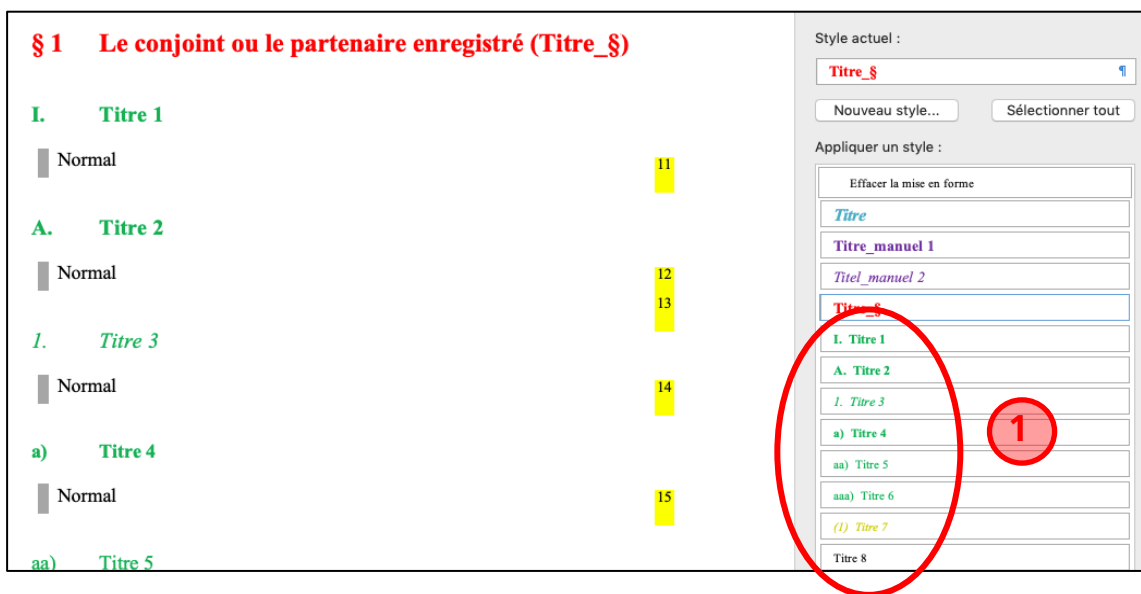 § 1 Le conjoint ou le partenaire enregistré (Titre_§)
I. Titre 1
Normal 11
A. Titre 2
Normal 12
13
1. Titre 3
Normal 14
a) Titre 4
Normal 15
aa) Titre 5
Style actuel :
Titre_§ ¶
Nouveau style... Sélectionner tout
Appliquer un style :
Effacer la mise en forme
Titre
Titre_manuel 1
Titel_manuel 2
Titre_§
I. Titre 1
A. Titre 2
1. Titre 3
a) Titre 4
aa) Titre 5
aaa) Titre 6
(1) Titre 7
Titre 8
1